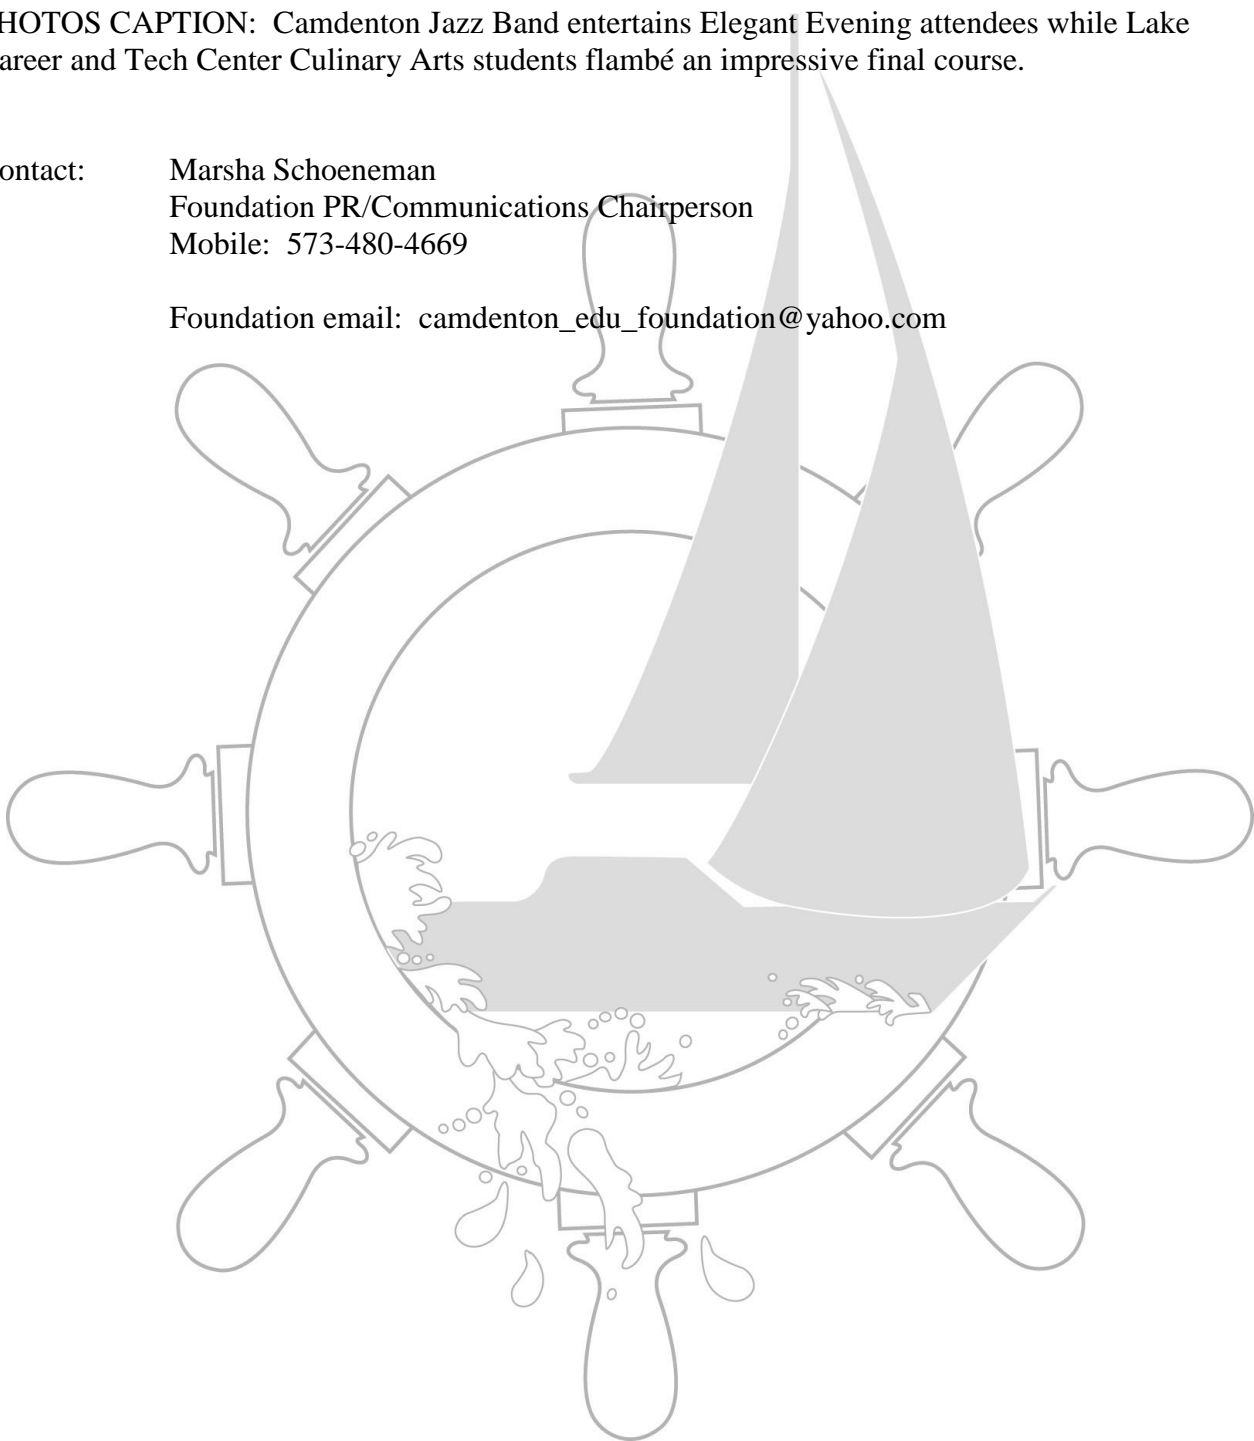 HOTOS CAPTION: Camdenton Jazz Band entertains Elegant Evening attendees while Lake
areer and Tech Center Culinary Arts students flambé an impressive final course.
ontact: Marsha Schoeneman
Foundation PR/Communications Chairperson
Mobile: 573-480-4669
Foundation email: camdenton_edu_foundation@yahoo.com